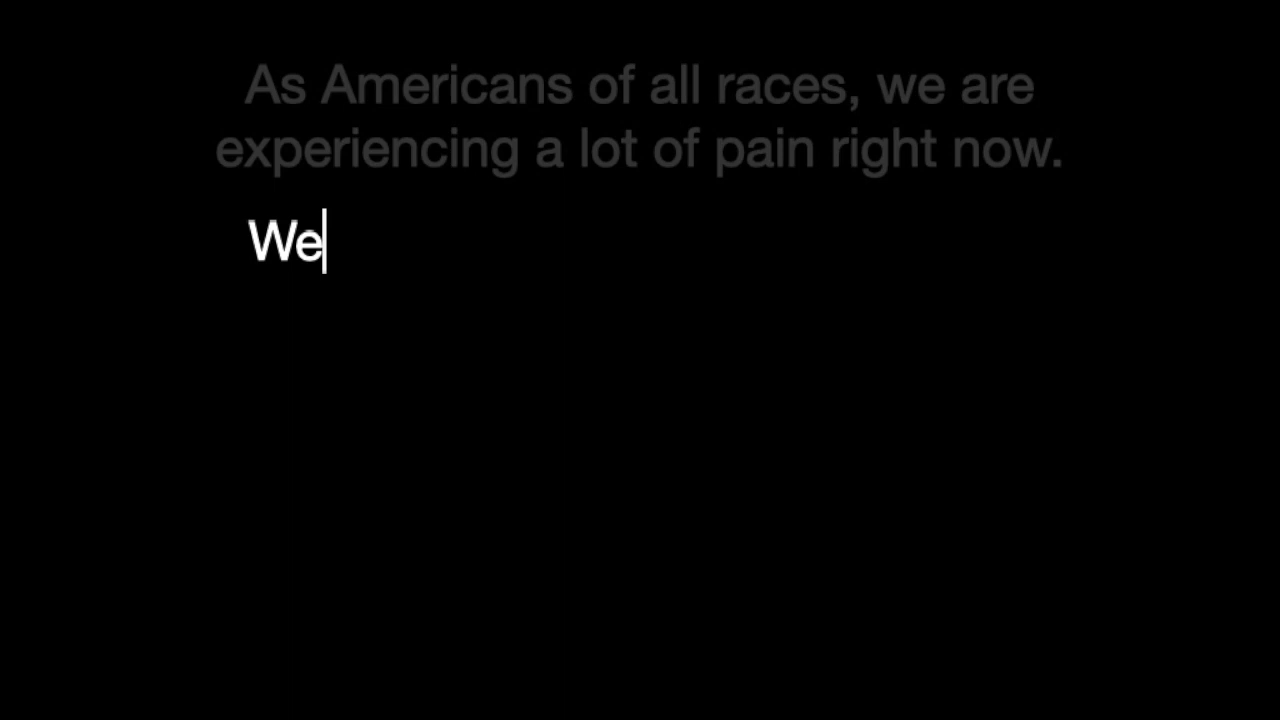 As Americans of all races, we are
experiencing a lot of pain right now.
We